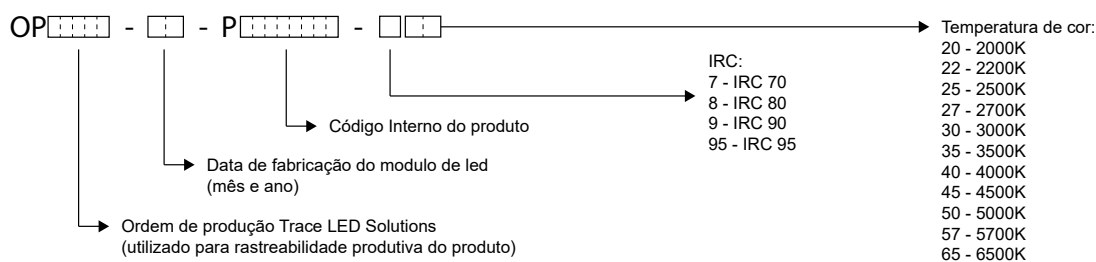 OP - - P -
Temperatura de cor:
20 - 2000K
22 - 2200K
25 - 2500K
27 - 2700K
30 - 3000K
35 - 3500K
40 - 4000K
45 - 4500K
50 - 5000K
57 - 5700K
65 - 6500K
IRC:
7 - IRC 70
8 - IRC 80
9 - IRC 90
95 - IRC 95
Código Interno do produto
Data de fabricação do modulo de led
(mês e ano)
Ordem de produção Trace LED Solutions
(utilizado para rastreabilidade produtiva do produto)